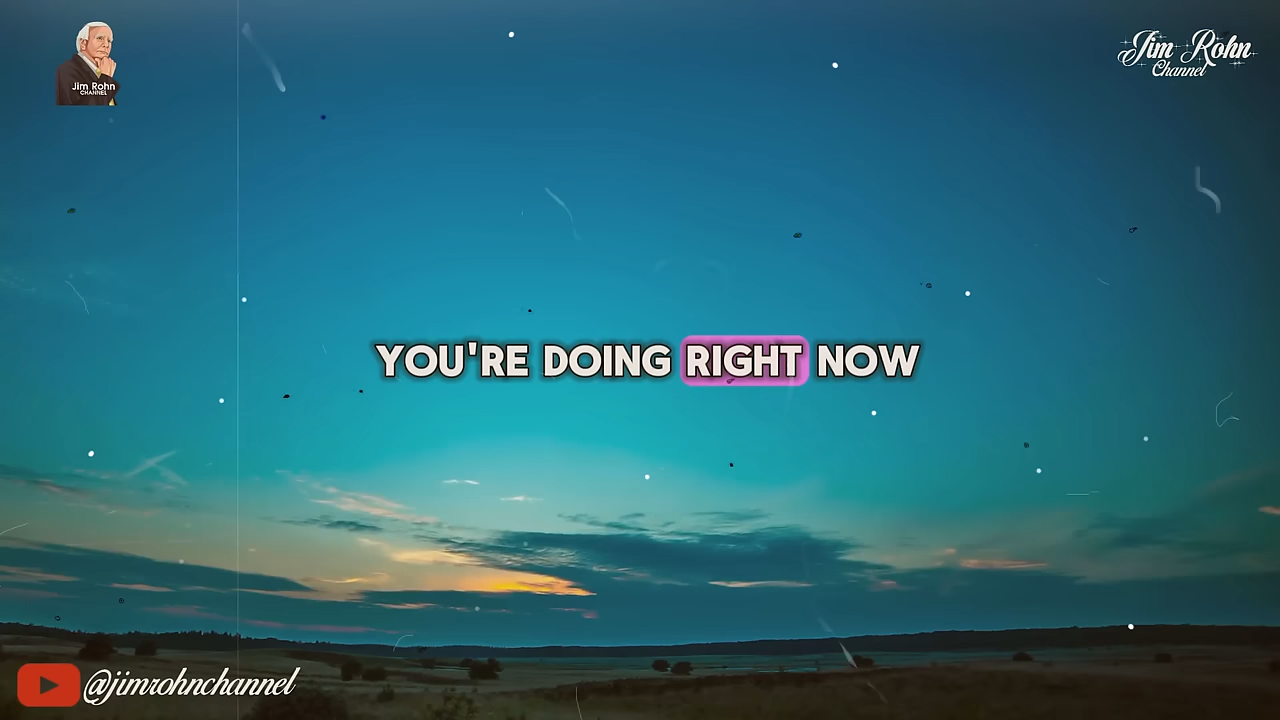 Jim Rohn
CHANNEL
Jim Rohn
Channel
YOU'RE DOING RIGHT NOW
@jimrohnchannel